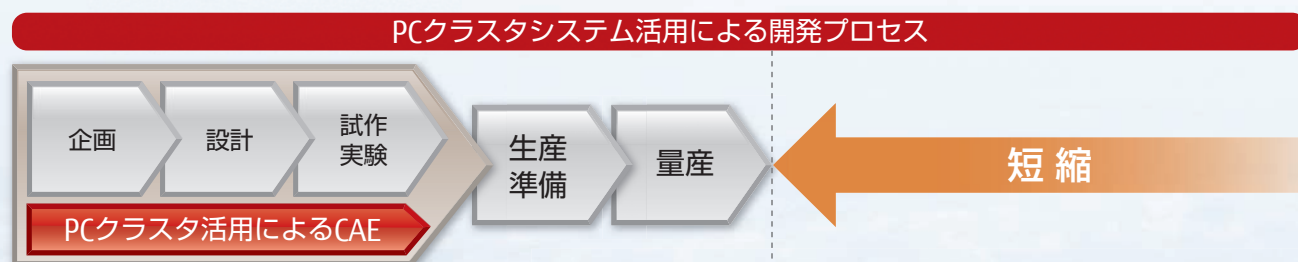 PCクラスタシステム活用による開発プロセス
企画
設計
試作
実験
生産
準備
量産
短縮
PCクラスタ活用によるCAE